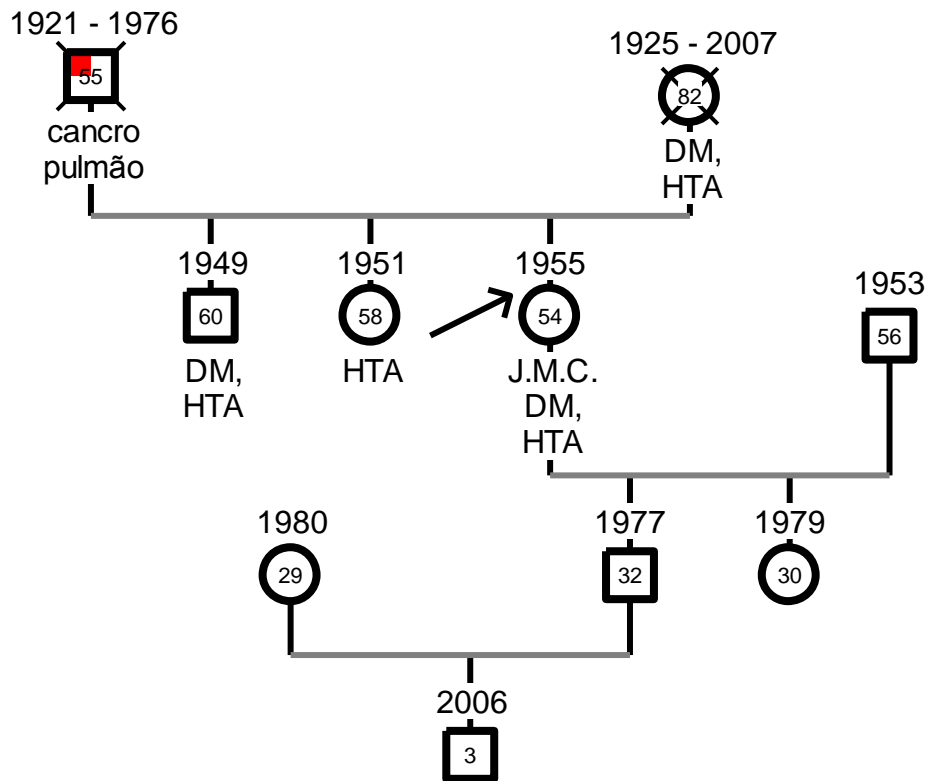 1921 - 1976
1925 - 2007
55
82
cancro
pulmão
DM,
HTA
1949
1951
1955
1953
60
58
54
56
DM,
HTA
HTA
J.M.C.
DM,
HTA
1980
1977
1979
29
32
30
2006
3